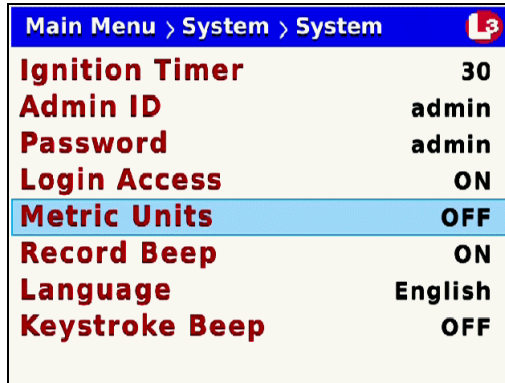 Main Menu > System > System L3
Ignition Timer 30
Admin ID admin
Password admin
Login Access ON
Metric Units OFF
Record Beep ON
Language English
Keystroke Beep OFF